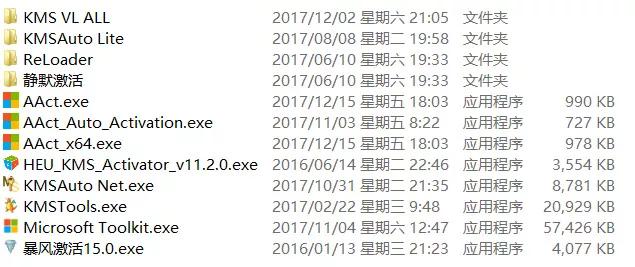 KMS VL ALL 2017/12/02 星期六 21:05 文件夹
KMSAuto Lite 2017/08/08 星期二 19:58 文件夹
ReLoader 2017/06/10 星期六 19:33 文件夹
静默激活 2017/06/10 星期六 19:33 文件夹
AAct.exe 2017/12/15 星期五 18:03 应用程序 990 KB
AAct_Auto_Activation.exe 2017/11/03 星期五 8:22 应用程序 727 KB
AAct_x64.exe 2017/12/15 星期五 18:03 应用程序 978 KB
HEU_KMS_Activator_v11.2.0.exe 2016/06/14 星期二 22:46 应用程序 3,554 KB
KMSAuto Net.exe 2017/10/31 星期二 21:35 应用程序 8,781 KB
KMSTools.exe 2017/02/22 星期三 9:48 应用程序 20,929 KB
Microsoft Toolkit.exe 2017/11/04 星期六 12:47 应用程序 57,426 KB
暴风激活15.0.exe 2016/01/13 星期三 21:23 应用程序 4,077 KB